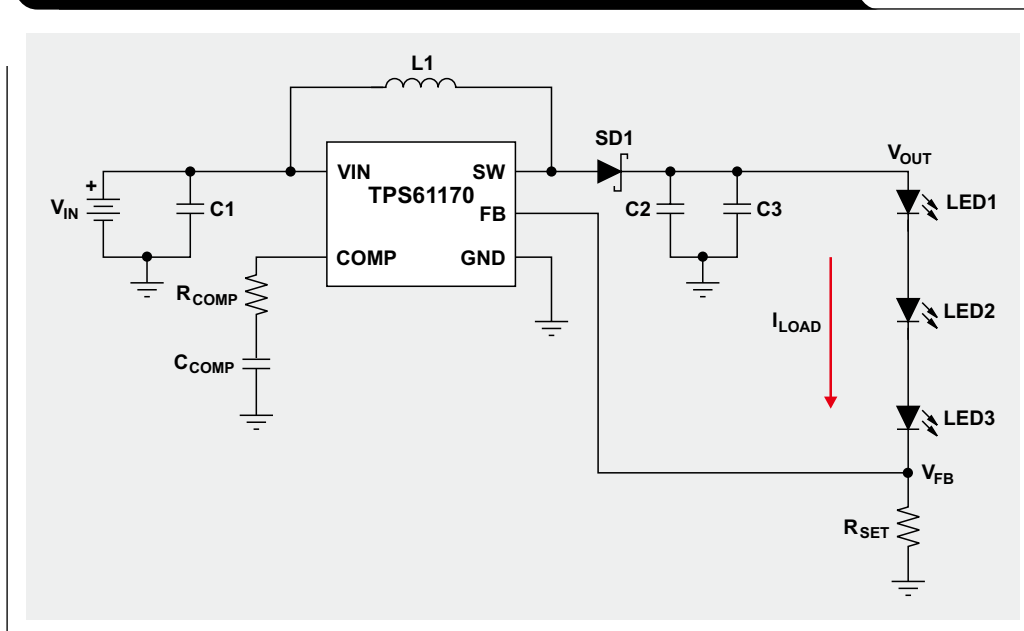 L1
SD1
VOUT
VIN
SW
TPS61170
LED1
+
VIN
C1
FB
C2
C3
COMP
GND
RCOMP
ILOAD
LED2
CCOMP
LED3
VFB
RSET